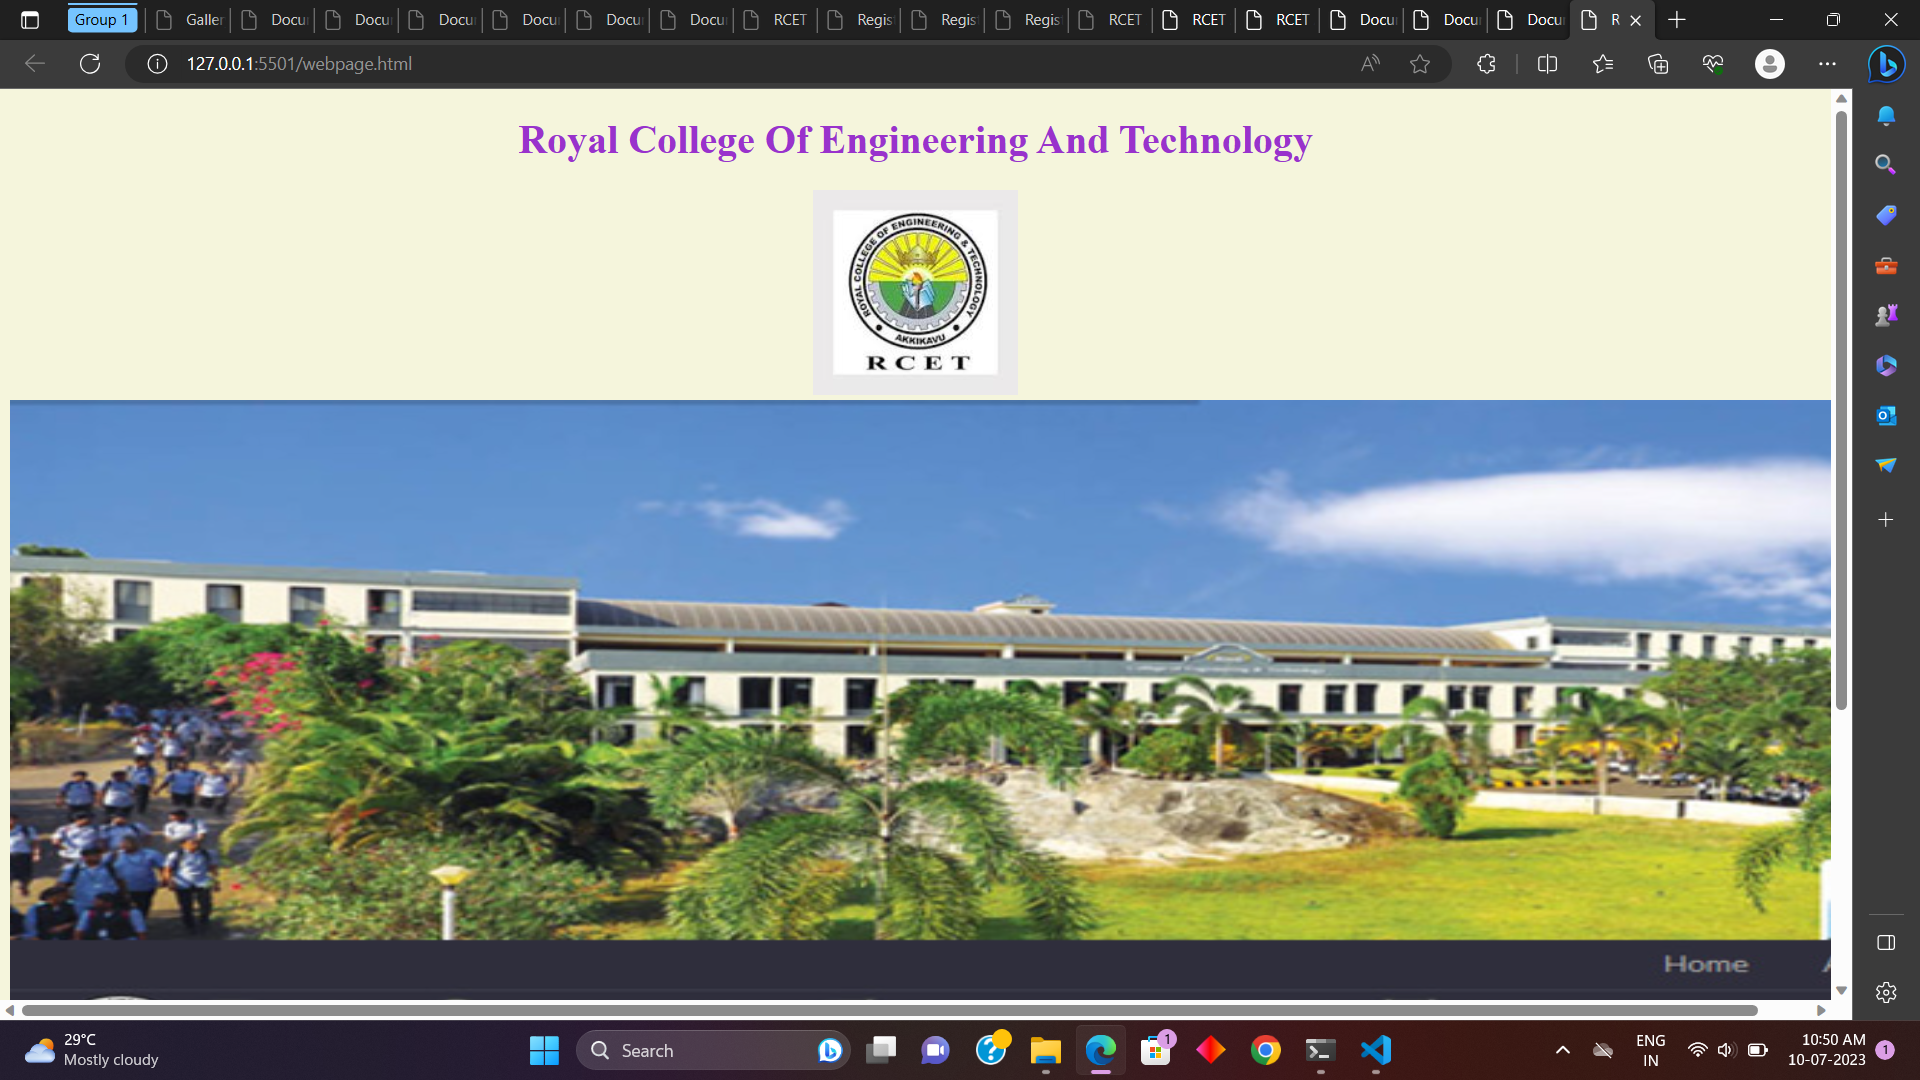 Group 1
Galler
Docu
Docu
Docu
Docu
Docu
Docu
RCET
Regis
Regis
Regis
RCET
RCET
RCET
Docu
Docu
Docu
R
127.0.0.1:5501/webpage.html
Royal College Of Engineering And Technology
ROYAL COLLEGE OF ENGINEERING & TECHNOLOGY
AKKIKAVU
RCET
Home
29°C
Mostly cloudy
Search
1
ENG
IN
10:50 AM
10-07-2023
1